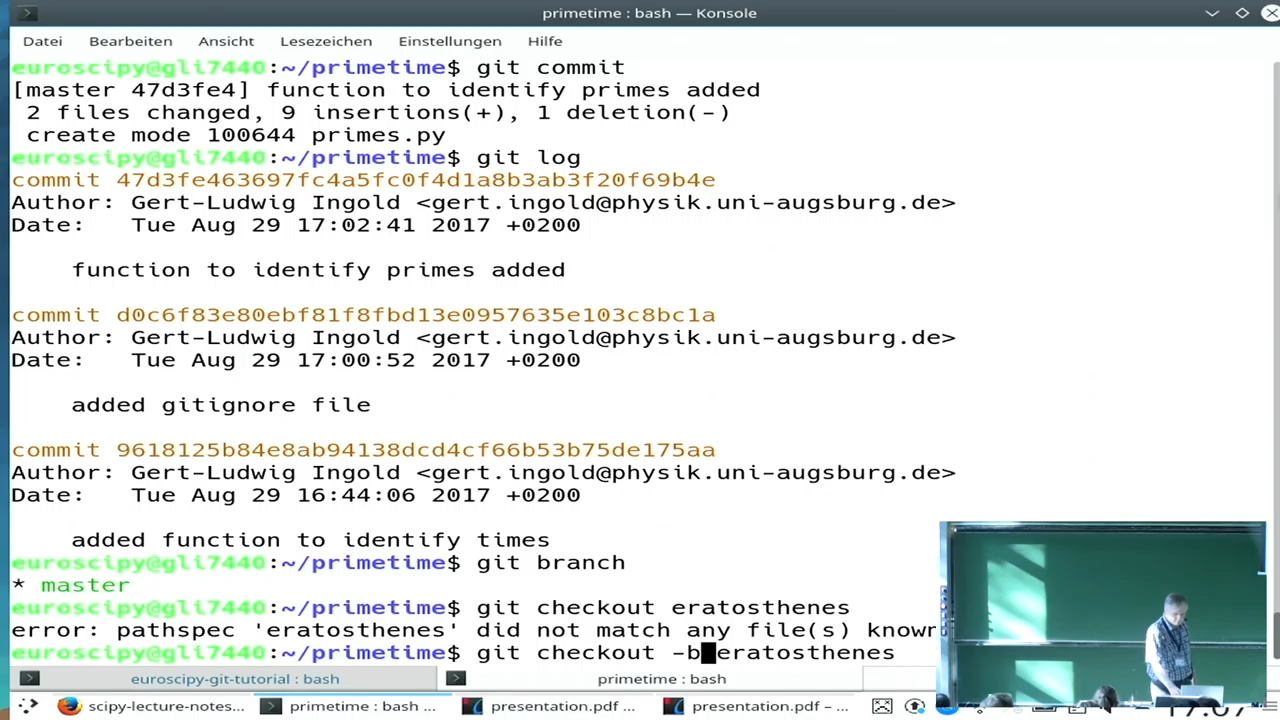 primetime : bash — Konsole
Datei Bearbeiten Ansicht Lesezeichen Einstellungen Hilfe
euroscipy@gli7440:~/primetime$ git commit
[master 47d3fe4] function to identify primes added
2 files changed, 9 insertions(+), 1 deletion(-)
create mode 100644 primes.py
euroscipy@gli7440:~/primetime$ git log
commit 47d3fe463697fc4a5fc0f4d1a8b3ab3f20f69b4e
Author: Gert-Ludwig Ingold <gert.ingold@physik.uni-augsburg.de>
Date: Tue Aug 29 17:02:41 2017 +0200
function to identify primes added
commit d0c6f83e80ebf81f8fbd13e0957635e103c8bc1a
Author: Gert-Ludwig Ingold <gert.ingold@physik.uni-augsburg.de>
Date: Tue Aug 29 17:00:52 2017 +0200
added gitignore file
commit 9618125b84e8ab94138dcd4cf66b53b75de175aa
Author: Gert-Ludwig Ingold <gert.ingold@physik.uni-augsburg.de>
Date: Tue Aug 29 16:44:06 2017 +0200
added function to identify times
euroscipy@gli7440:~/primetime$ git branch
* master
euroscipy@gli7440:~/primetime$ git checkout eratosthenes
error: pathspec 'eratosthenes' did not match any file(s) known
euroscipy@gli7440:~/primetime$ git checkout -b eratosthenes
euroscipy-git-tutorial : bash primetime : bash
scipy-lecture-notes... primetime : bash ... presentation.pdf ... presentation.pdf – ...